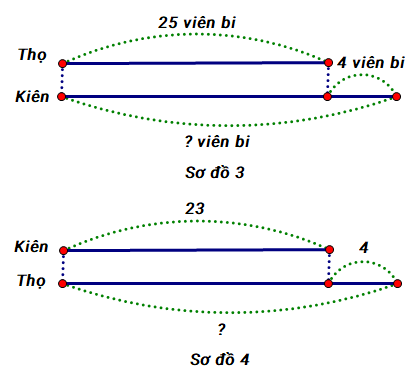 25 viên bi
Thọ
4 viên bi
Kiên
? viên bi
Sơ đồ 3
23
Kiên
4
Thọ
?
Sơ đồ 4